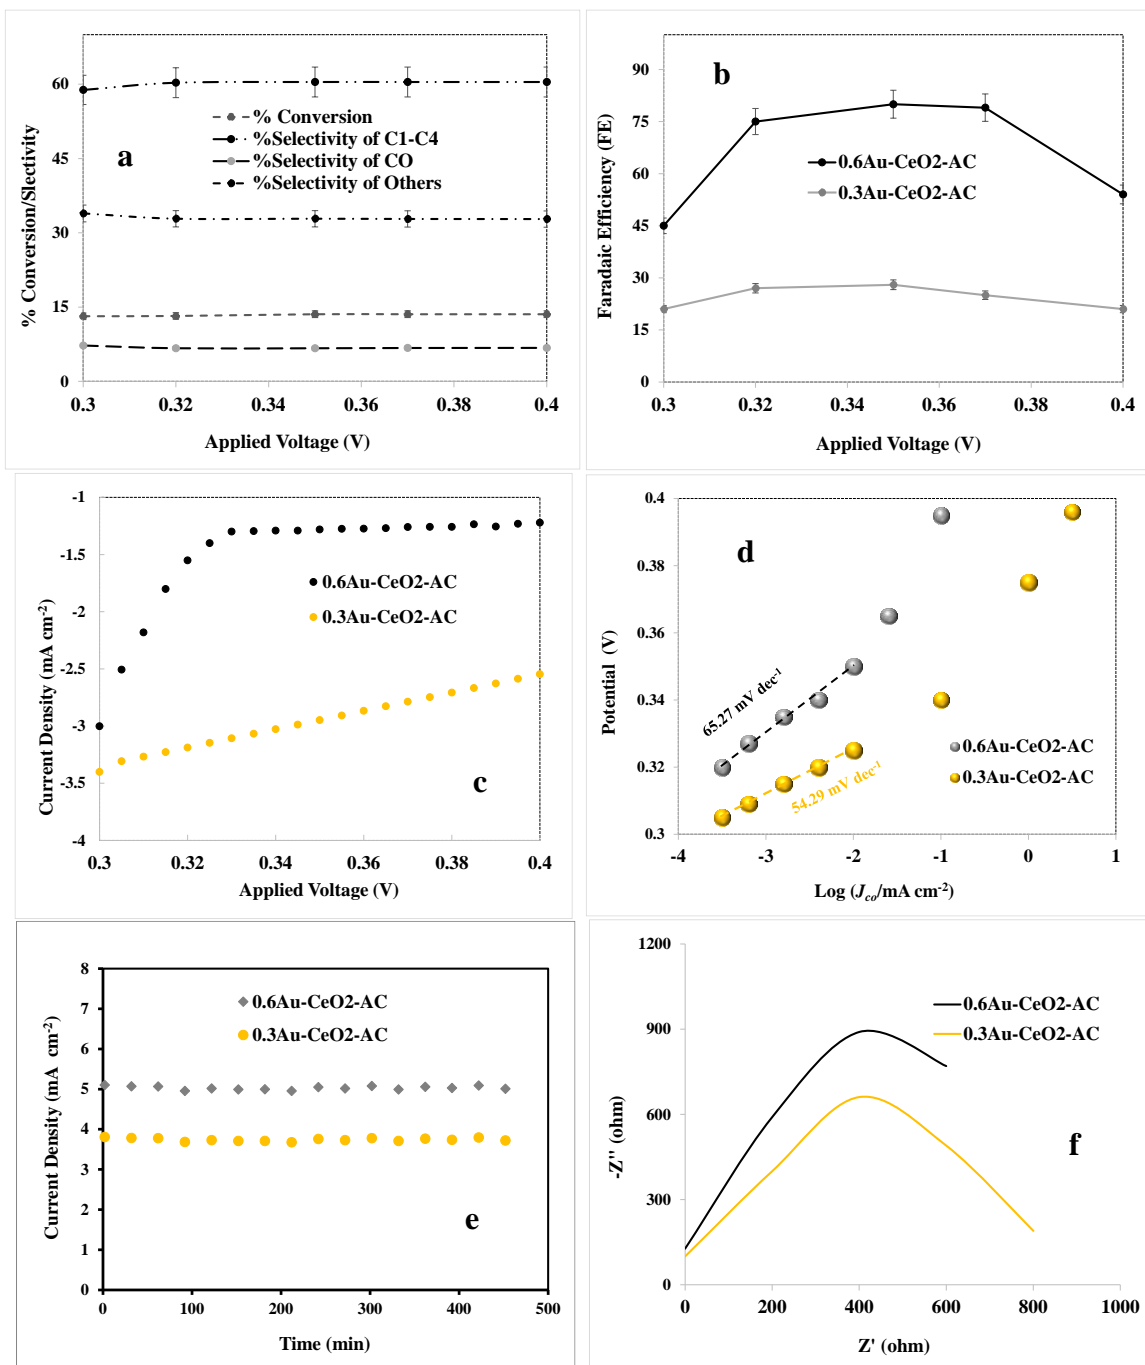 60
45
30
15
0
% Conversion/Slectivity
a
% Conversion
%Selectivity of C1-C4
%Selectivity of CO
%Selectivity of Others
0.3 0.32 0.34 0.36 0.38 0.4
Applied Voltage (V)
90
75
60
45
30
15
0
Faradaic Efficiency (FE)
b
0.6Au-CeO2-AC
0.3Au-CeO2-AC
0.3 0.32 0.34 0.36 0.38 0.4
Applied Voltage (V)
-1
-1.5
-2
-2.5
-3
-3.5
-4
Current Density (mA cm-2)
0.6Au-CeO2-AC
0.3Au-CeO2-AC
c
0.3 0.32 0.34 0.36 0.38 0.4
Applied Voltage (V)
0.4
0.38
0.36
0.34
0.32
0.3
Potential (V)
d
65.27 mV dec-1
54.29 mV dec-1
0.6Au-CeO2-AC
0.3Au-CeO2-AC
-4 -3 -2 -1 0 1
Log (Jco/mA cm-2)
8
7
6
5
4
3
2
1
0
Current Density (mA cm-2)
0.6Au-CeO2-AC
0.3Au-CeO2-AC
e
0 100 200 300 400 500
Time (min)
1200
900
600
300
0
-Z'' (ohm)
0.6Au-CeO2-AC
0.3Au-CeO2-AC
f
0 200 400 600 800 1000
Z' (ohm)